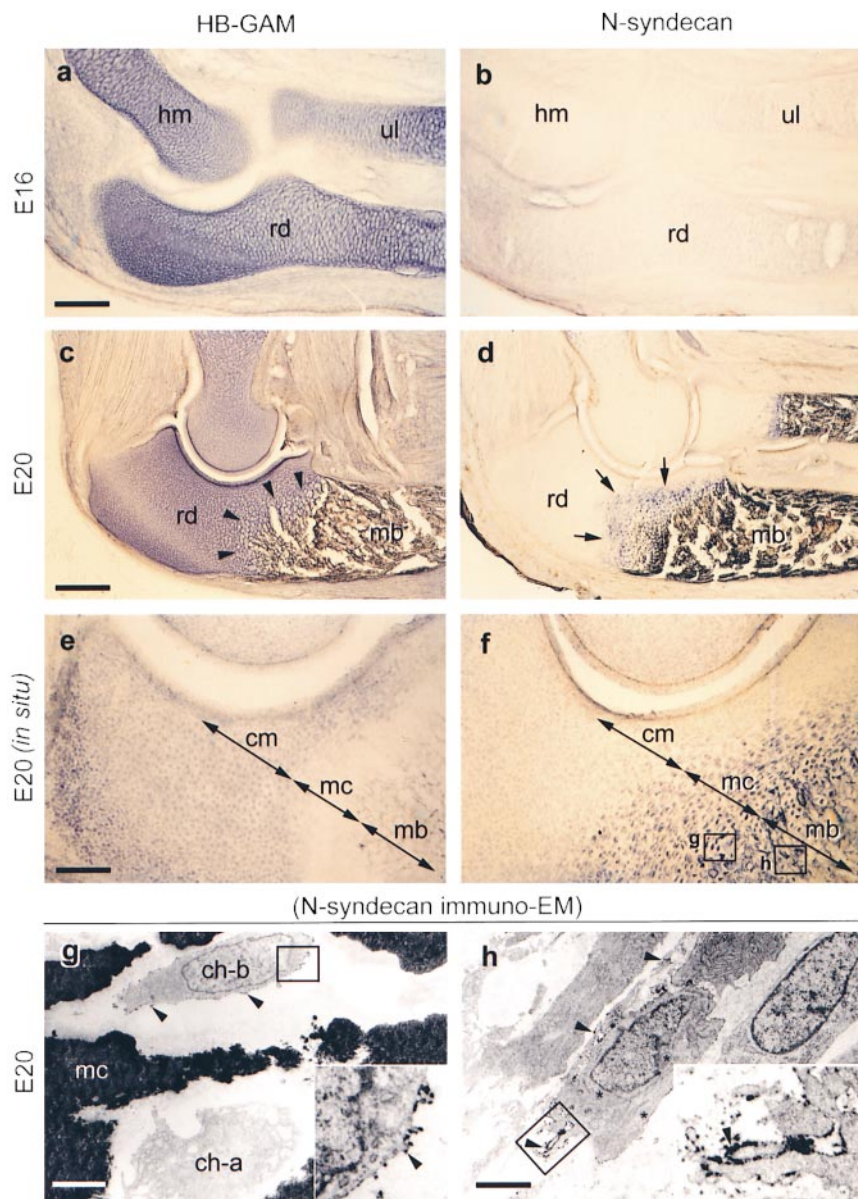 HB-GAM N-syndecan
E16
a hm ul rd
b hm ul rd
E20
c rd mb
d rd mb
E20 (in situ)
e cm mc mb
f cm mc mb g h
(N-syndecan immuno-EM)
E20
g ch-b mc ch-a
h